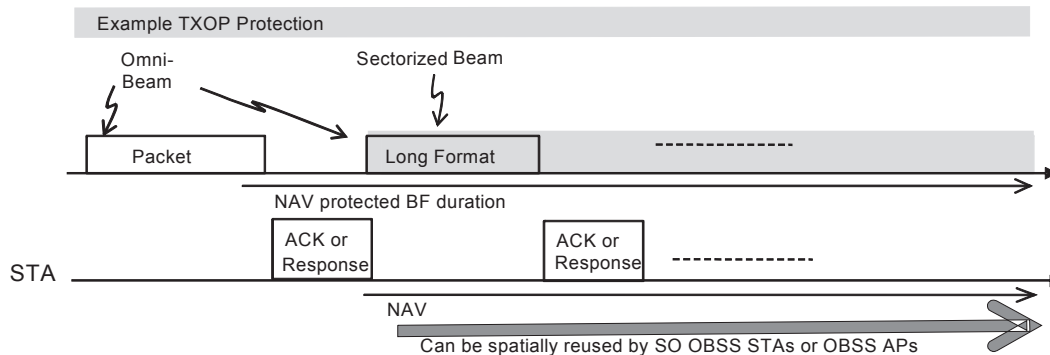 Example TXOP Protection
Omni-
Beam
Sectorized Beam
Packet
Long Format
NAV protected BF duration
ACK or
Response
ACK or
Response
STA
NAV
Can be spatially reused by SO OBSS STAs or OBSS APs